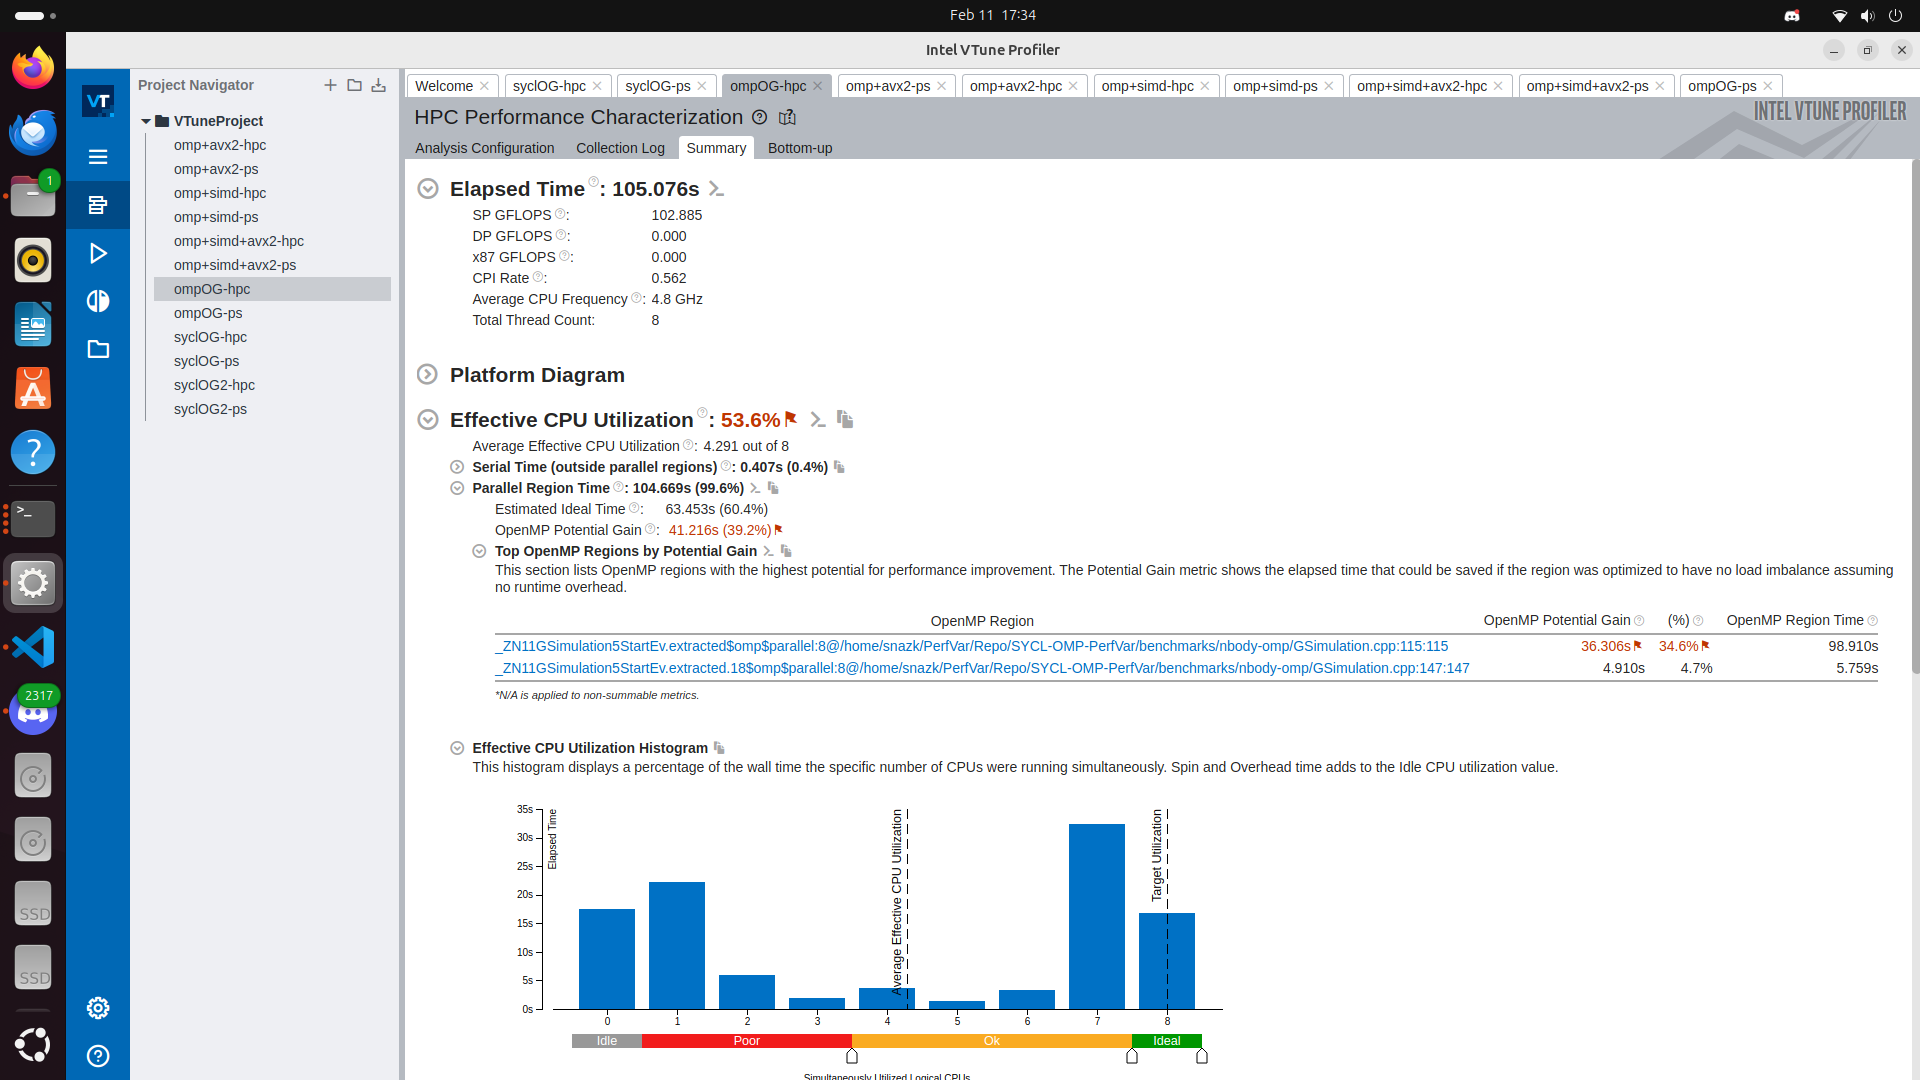 Feb 11 17:34
Intel VTune Profiler
VT
Project Navigator
VTuneProject
omp+avx2-hpc
omp+avx2-ps
omp+simd-hpc
omp+simd-ps
omp+simd+avx2-hpc
omp+simd+avx2-ps
ompOG-hpc
ompOG-ps
syclOG-hpc
syclOG-ps
syclOG2-hpc
syclOG2-ps
1
>_
2317
SSD
SSD
Welcome syclOG-hpc syclOG-ps ompOG-hpc omp+avx2-ps omp+avx2-hpc omp+simd-hpc omp+simd-ps omp+simd+avx2-hpc omp+simd+avx2-ps ompOG-ps
HPC Performance Characterization
INTEL VTUNE PROFILER
Analysis Configuration Collection Log Summary Bottom-up
Elapsed Time : 105.076s
SP GFLOPS : 102.885
DP GFLOPS : 0.000
x87 GFLOPS : 0.000
CPI Rate : 0.562
Average CPU Frequency : 4.8 GHz
Total Thread Count: 8
Platform Diagram
Effective CPU Utilization : 53.6%
Average Effective CPU Utilization : 4.291 out of 8
Serial Time (outside parallel regions) : 0.407s (0.4%)
Parallel Region Time : 104.669s (99.6%)
Estimated Ideal Time : 63.453s (60.4%)
OpenMP Potential Gain : 41.216s (39.2%)
Top OpenMP Regions by Potential Gain
This section lists OpenMP regions with the highest potential for performance improvement. The Potential Gain metric shows the elapsed time that could be saved if the region was optimized to have no load imbalance assuming
no runtime overhead.
OpenMP Region OpenMP Potential Gain (%) OpenMP Region Time
_ZN11GSimulation5StartEv.extracted$omp$parallel:8@/home/snazk/PerfVar/Repo/SYCL-OMP-PerfVar/benchmarks/nbody-omp/GSimulation.cpp:115:115 36.306s 34.6% 98.910s
_ZN11GSimulation5StartEv.extracted.18$omp$parallel:8@/home/snazk/PerfVar/Repo/SYCL-OMP-PerfVar/benchmarks/nbody-omp/GSimulation.cpp:147:147 4.910s 4.7% 5.759s
*N/A is applied to non-summable metrics.
Effective CPU Utilization Histogram
This histogram displays a percentage of the wall time the specific number of CPUs were running simultaneously. Spin and Overhead time adds to the Idle CPU utilization value.
35s
30s
25s
20s
15s
10s
5s
0s
Elapsed Time
Average Effective CPU Utilization
Target Utilization
0 1 2 3 4 5 6 7 8
Idle Poor Ok Ideal
Simultaneously Utilized Logical CPUs